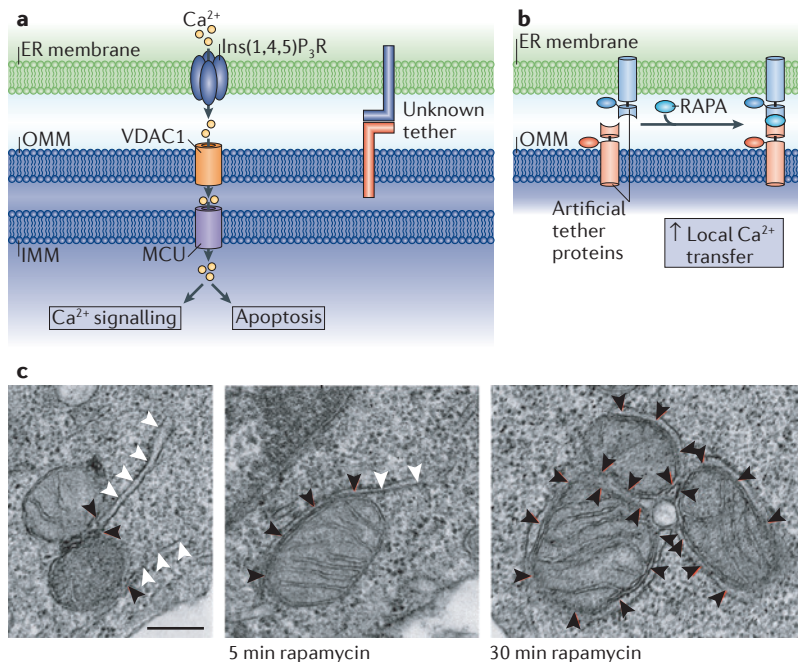 a
Ca²⁺
Ins(1,4,5)P₃R
ER membrane
Unknown
tether
OMM
VDAC1
IMM
MCU
Ca²⁺ signalling
Apoptosis
b
ER membrane
RAPA
OMM
Artificial
tether
proteins
↑ Local Ca²⁺
transfer
c
5 min rapamycin
30 min rapamycin